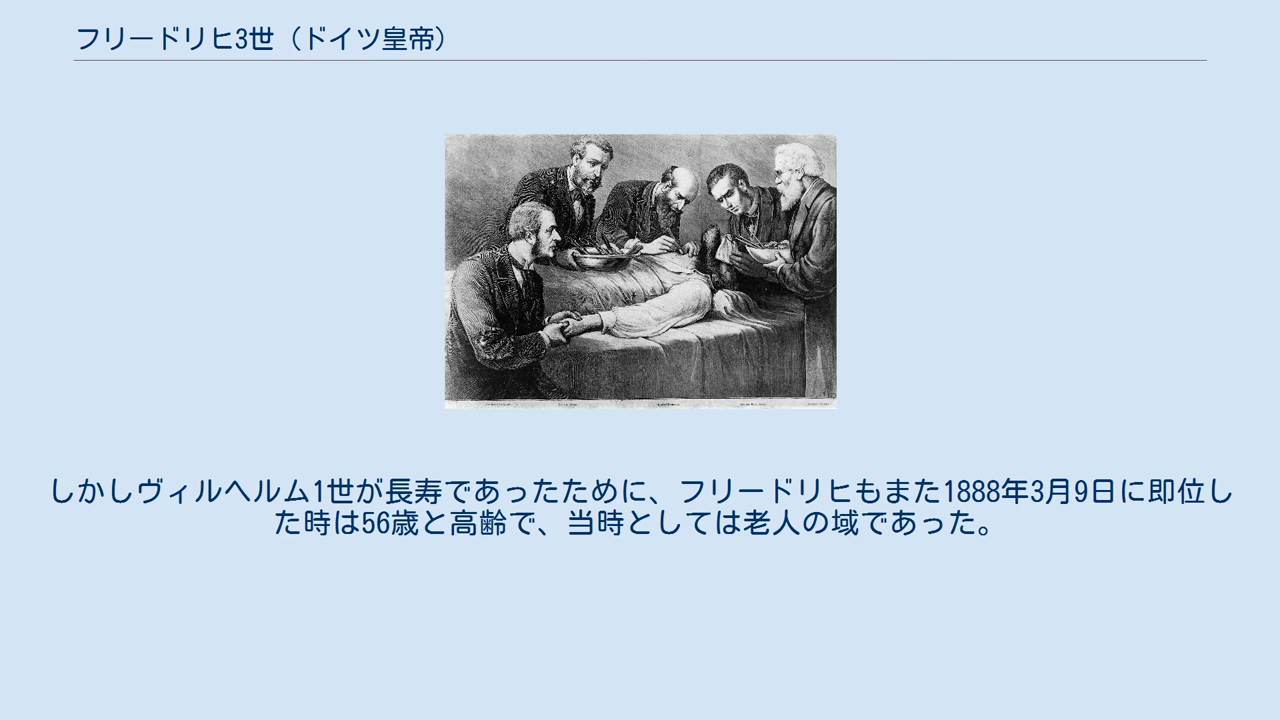 フリードリヒ3世（ドイツ皇帝）
しかしヴィルヘルム1世が長寿であったために、フリードリヒもまた1888年3月9日に即位し
た時は56歳と高齢で、当時としては老人の域であった。